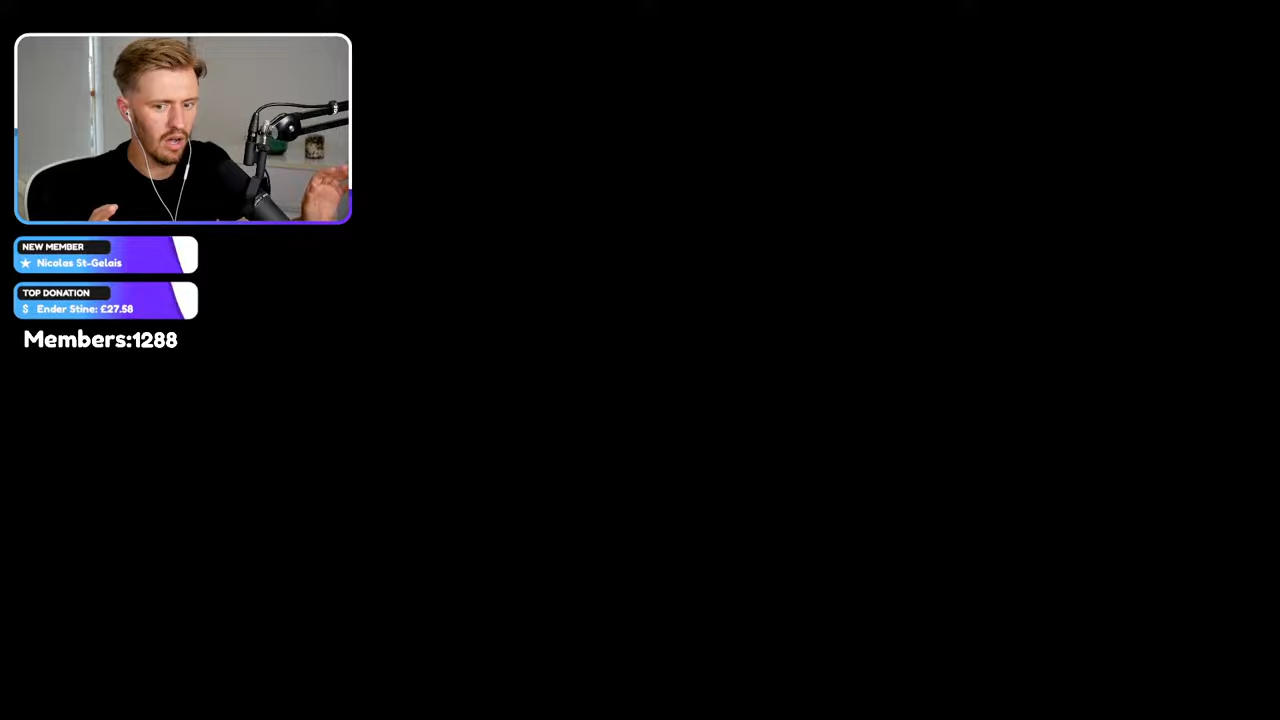 NEW MEMBER
Nicolas St-Gelais
TOP DONATION
$ Ender Stine: £27.58
Members:1288